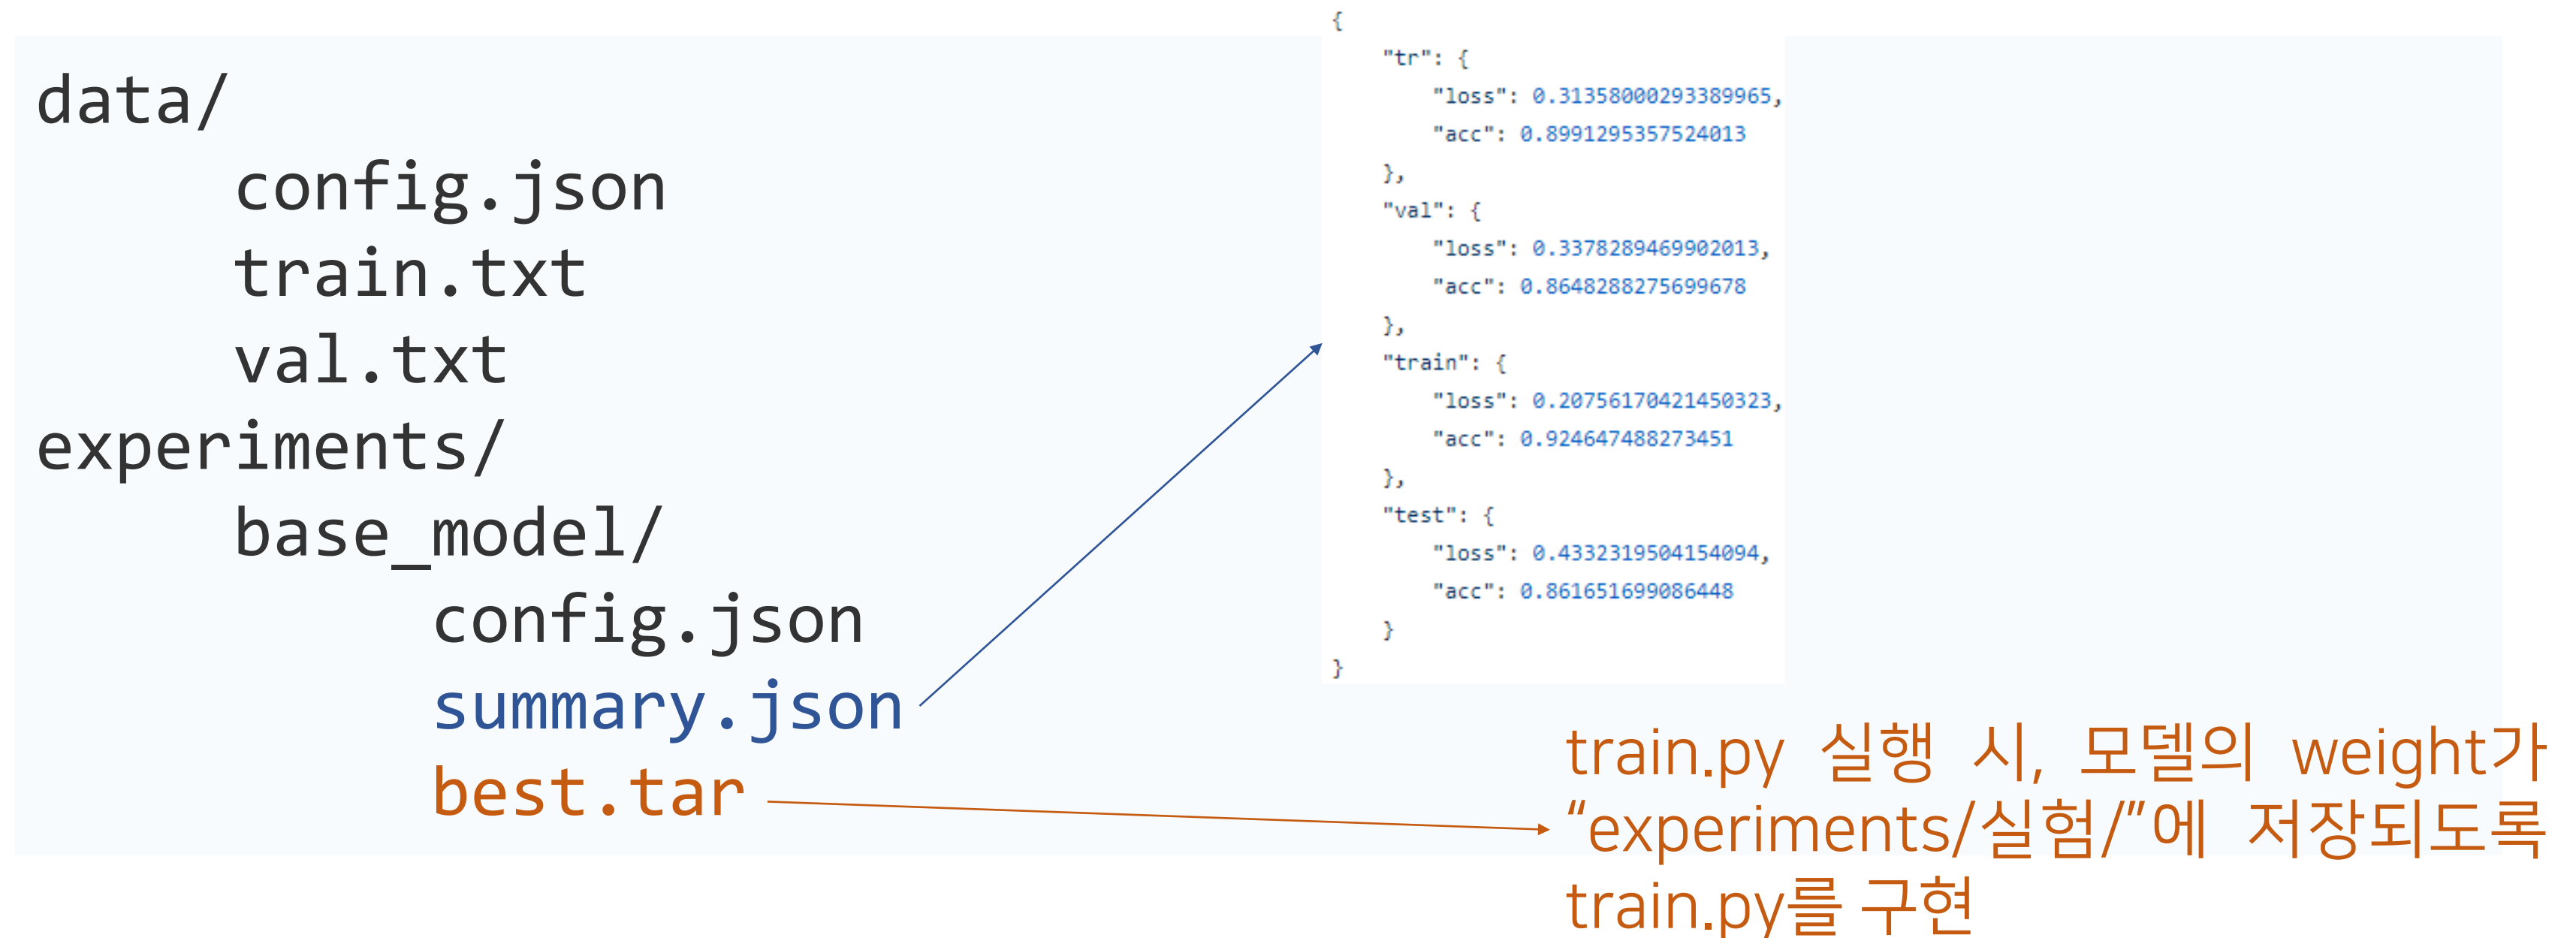 data/
config.json
train.txt
val.txt
experiments/
base_model/
config.json
summary.json
best.tar
{
"tr": {
"loss": 0.31358000293389965,
"acc": 0.8991295357524013
},
"val": {
"loss": 0.3378289469902013,
"acc": 0.8648288275699678
},
"train": {
"loss": 0.20756170421450323,
"acc": 0.924647488273451
},
"test": {
"loss": 0.4332319504154094,
"acc": 0.861651699086448
}
}
train.py 실행 시, 모델의 weight가
“experiments/실험/”에 저장되도록
train.py를 구현